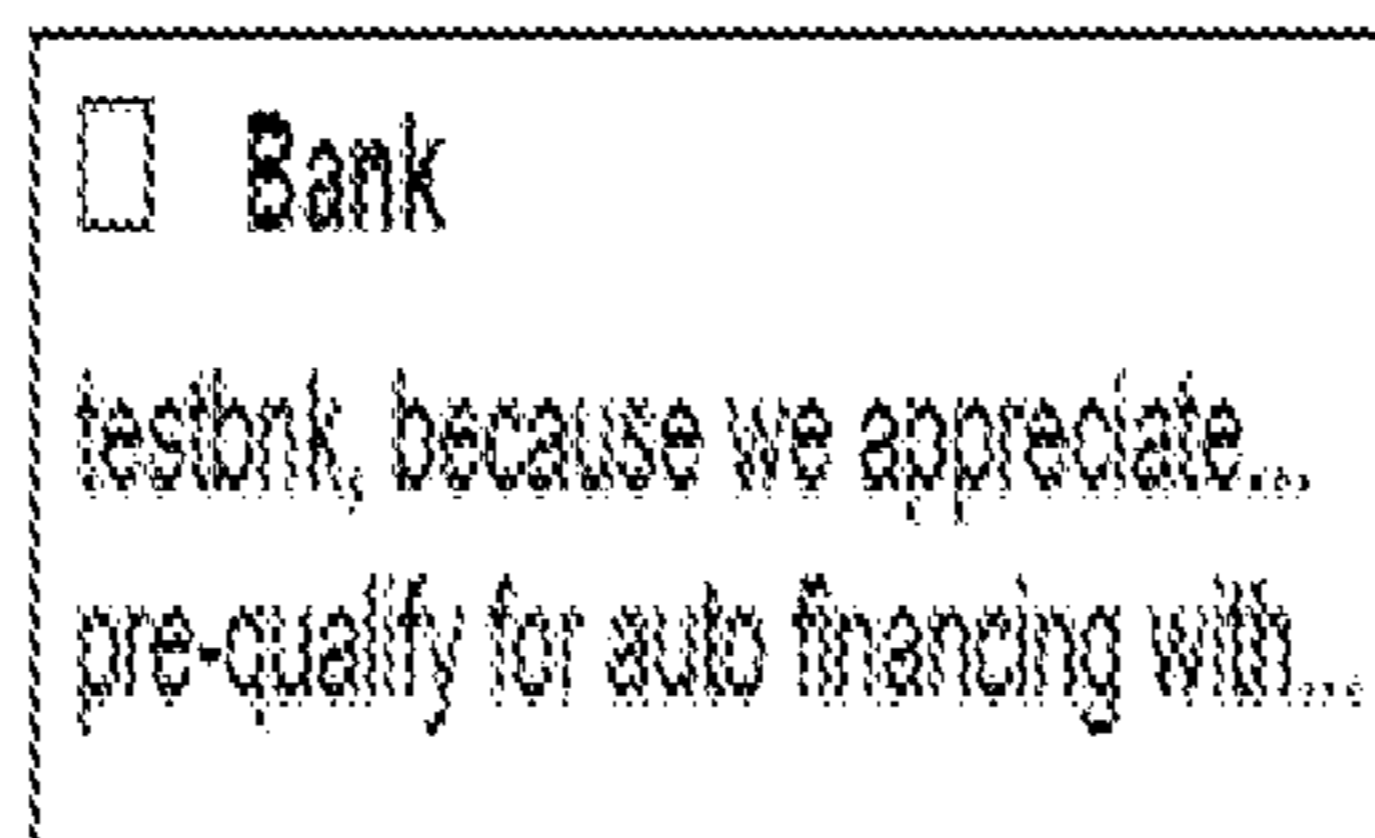 Bank
testbnk, because we appreciate...
pre-qualify for auto financing with...